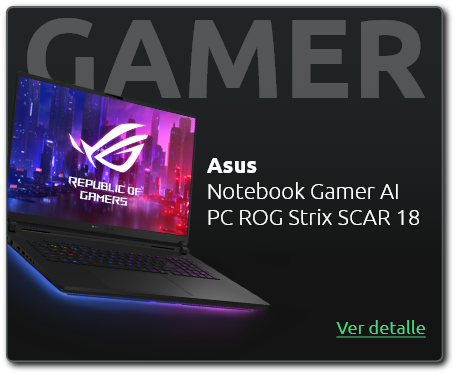 GAMER
REPUBLIC OF
GAMERS
Asus
Notebook Gamer AI
PC ROG Strix SCAR 18
Ver detalle